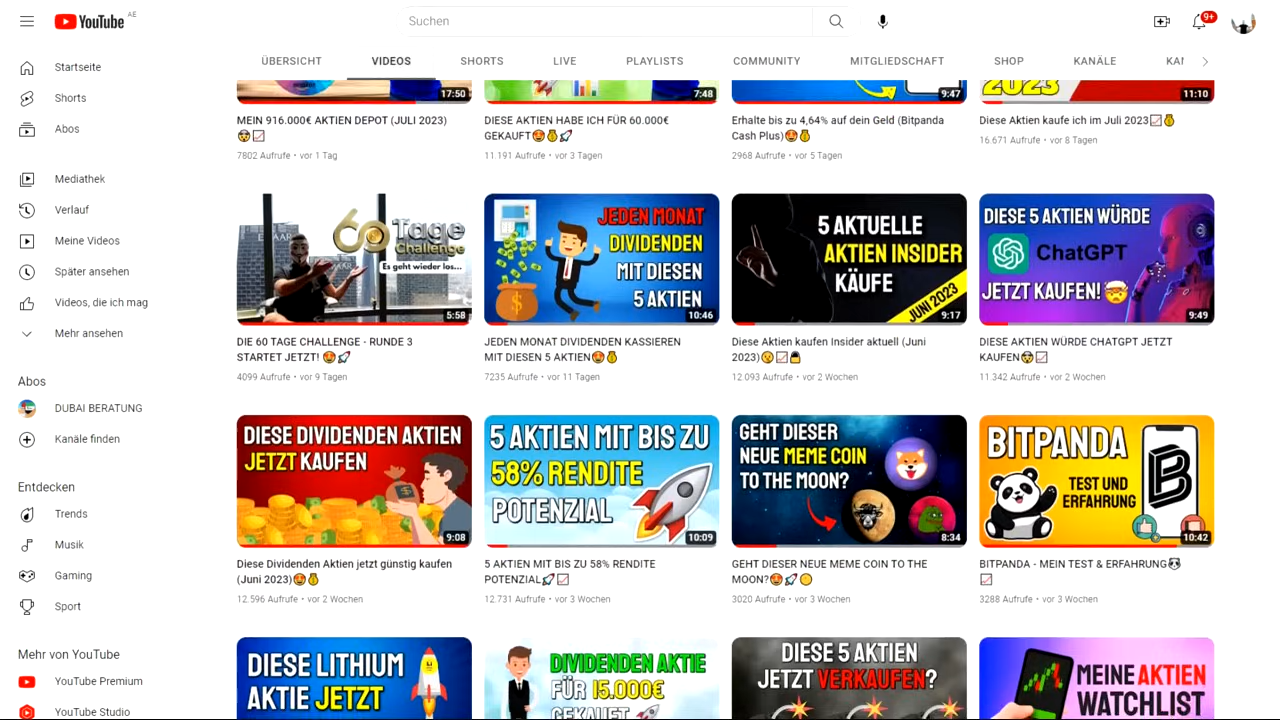 YouTube AE
Suchen
9+
ÜBERSICHT VIDEOS SHORTS LIVE PLAYLISTS COMMUNITY MITGLIEDSCHAFT SHOP KANÄLE
Startseite
Shorts
Abos
Mediathek
Verlauf
Meine Videos
Später ansehen
Videos, die ich mag
Mehr ansehen
Abos
DUBAI BERATUNG
Kanäle finden
Entdecken
Trends
Musik
Gaming
Sport
Mehr von YouTube
YouTube Premium
YouTube Studio
17:50
MEIN 916.000€ AKTIEN DEPOT (JULI 2023)
😲📈
7802 Aufrufe • vor 1 Tag
7:48
DIESE AKTIEN HABE ICH FÜR 60.000€
GEKAUFT🤩💰🚀
11.191 Aufrufe • vor 3 Tagen
9:47
Erhalte bis zu 4,64% auf dein Geld (Bitpanda
Cash Plus)🤩💰
2968 Aufrufe • vor 5 Tagen
2023
11:10
Diese Aktien kaufe ich im Juli 2023📈💰
16.671 Aufrufe • vor 8 Tagen
60 Tage
Challenge
Es geht wieder los...
5:58
DIE 60 TAGE CHALLENGE - RUNDE 3
STARTET JETZT! 🤩🚀
4099 Aufrufe • vor 9 Tagen
JEDEN MONAT
DIVIDENDEN
MIT DIESEN
5 AKTIEN
10:46
JEDEN MONAT DIVIDENDEN KASSIEREN
MIT DIESEN 5 AKTIEN🤩💰
7235 Aufrufe • vor 11 Tagen
5 AKTUELLE
AKTIEN INSIDER
KÄUFE
JUNI 2023
9:17
Diese Aktien kaufen Insider aktuell (Juni
2023)😯📈
12.093 Aufrufe • vor 2 Wochen
DIESE 5 AKTIEN WÜRDE
ChatGPT
JETZT KAUFEN!🤯
9:49
DIESE AKTIEN WÜRDE CHATGPT JETZT
KAUFEN😲📈
11.342 Aufrufe • vor 2 Wochen
DIESE DIVIDENDEN AKTIEN
JETZT KAUFEN
9:08
Diese Dividenden Aktien jetzt günstig kaufen
(Juni 2023)🤩💰
12.596 Aufrufe • vor 2 Wochen
5 AKTIEN MIT BIS ZU
58% RENDITE
POTENZIAL
10:09
5 AKTIEN MIT BIS ZU 58% RENDITE
POTENZIAL🚀📈
12.731 Aufrufe • vor 3 Wochen
GEHT DIESER
NEUE MEME COIN
TO THE MOON?
8:34
GEHT DIESER NEUE MEME COIN TO THE
MOON?🤩🚀🟡
3020 Aufrufe • vor 3 Wochen
BITPANDA
TEST UND
ERFAHRUNG
B
10:42
BITPANDA - MEIN TEST & ERFAHRUNG🐼
📈
3288 Aufrufe • vor 3 Wochen
DIESE LITHIUM
AKTIE JETZT
DIVIDENDEN AKTIE
FÜR 15.000€
GEKAUFT
DIESE 5 AKTIEN
JETZT VERKAUFEN?
MEINE AKTIEN
WATCHLIST